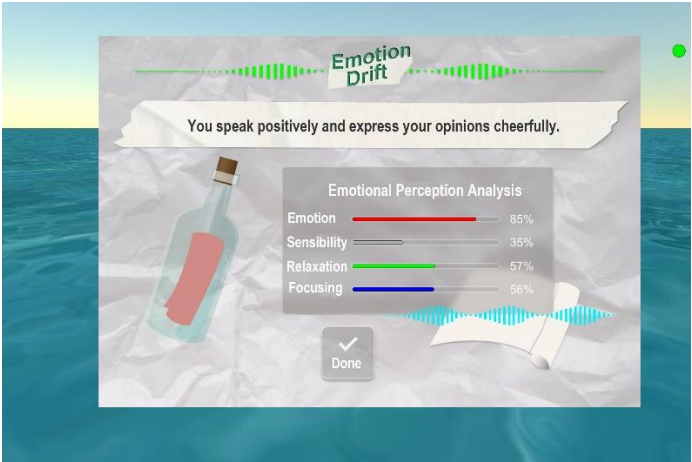 Emotion
Drift
You speak positively and express your opinions cheerfully.
Emotional Perception Analysis
Emotion 85%
Sensibility 35%
Relaxation 57%
Focusing 56%
Done